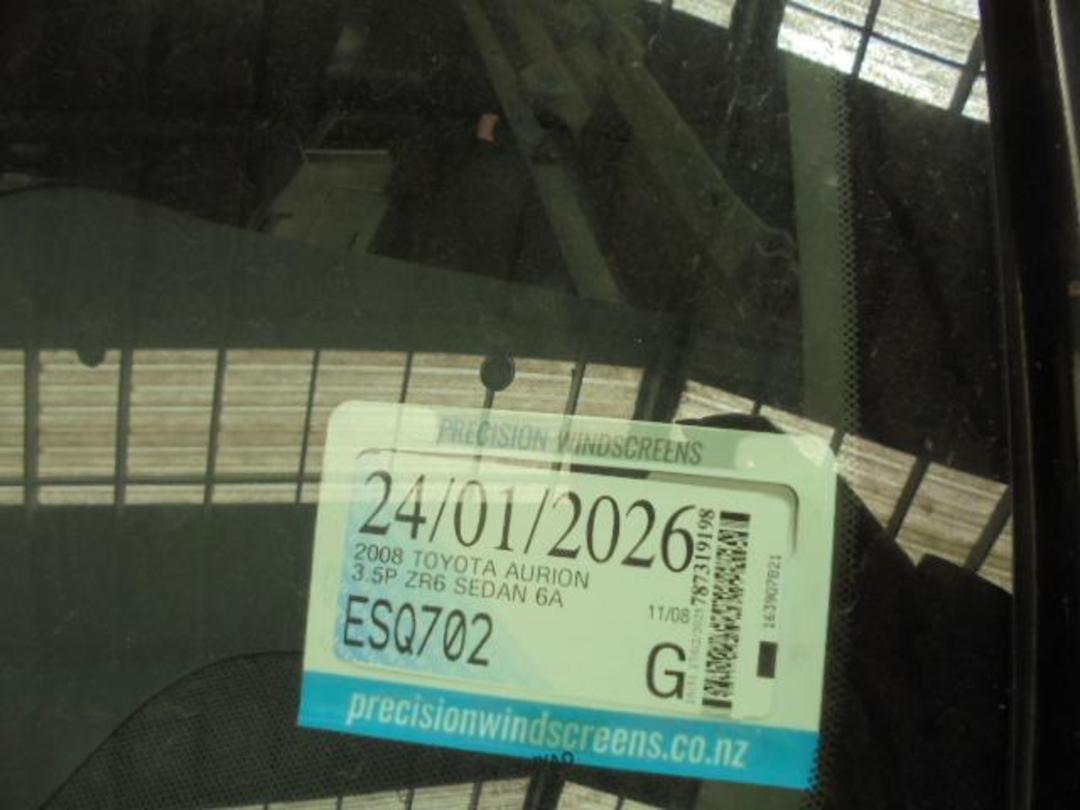 PRECISION WINDSCREENS
24/01/2026
2008 TOYOTA AURION
3.5P ZR6 SEDAN 6A
11/08
ESQ702
G
787319198
163907821
precisionwindscreens.co.nz